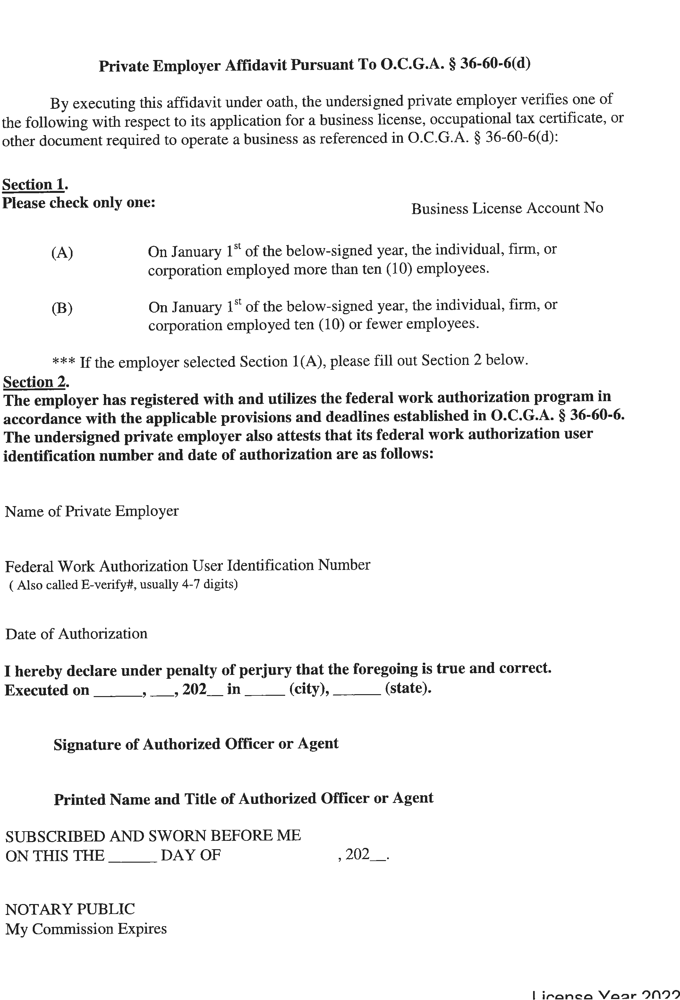 Private Employer Affidavit Pursuant To O.C.G.A. § 36-60-6(d)
By executing this affidavit under oath, the undersigned private employer verifies one of
the following with respect to its application for a business license, occupational tax certificate, or
other document required to operate a business as referenced in O.C.G.A. § 36-60-6(d):
Section 1.
Please check only one:
Business License Account No
(A) On January 1st of the below-signed year, the individual, firm, or
corporation employed more than ten (10) employees.
(B) On January 1st of the below-signed year, the individual, firm, or
corporation employed ten (10) or fewer employees.
*** If the employer selected Section 1(A), please fill out Section 2 below.
Section 2.
The employer has registered with and utilizes the federal work authorization program in
accordance with the applicable provisions and deadlines established in O.C.G.A. § 36-60-6.
The undersigned private employer also attests that its federal work authorization user
identification number and date of authorization are as follows:
Name of Private Employer
Federal Work Authorization User Identification Number
( Also called E-verify#, usually 4-7 digits)
Date of Authorization
I hereby declare under penalty of perjury that the foregoing is true and correct.
Executed on ______, ___, 202__ in _____ (city), ______ (state).
Signature of Authorized Officer or Agent
Printed Name and Title of Authorized Officer or Agent
SUBSCRIBED AND SWORN BEFORE ME
ON THIS THE ______ DAY OF , 202__.
NOTARY PUBLIC
My Commission Expires
License Year 2022